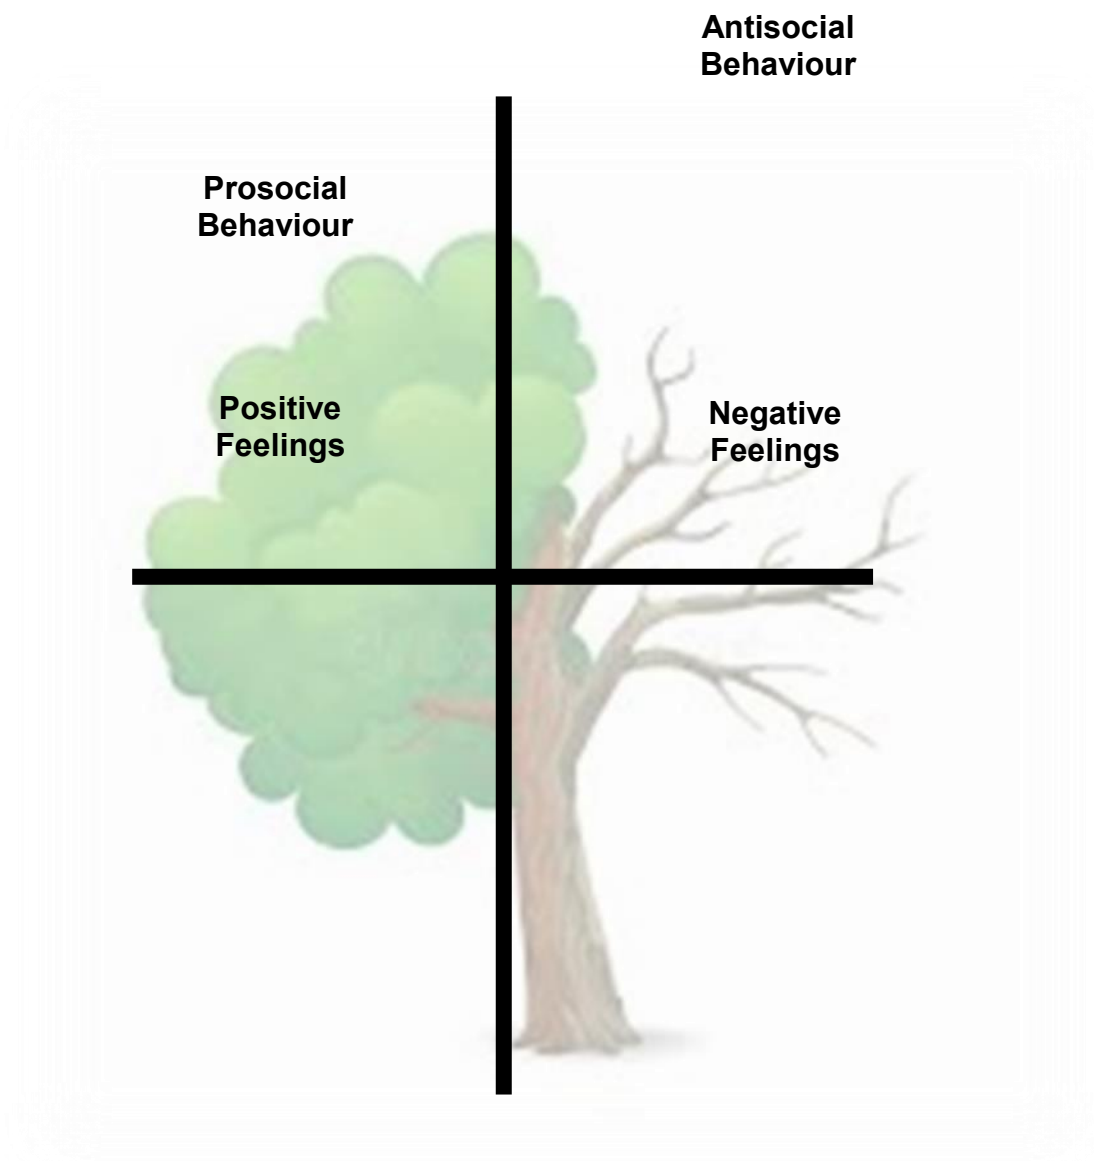 Antisocial
Behaviour
Prosocial
Behaviour
Positive
Feelings
Negative
Feelings